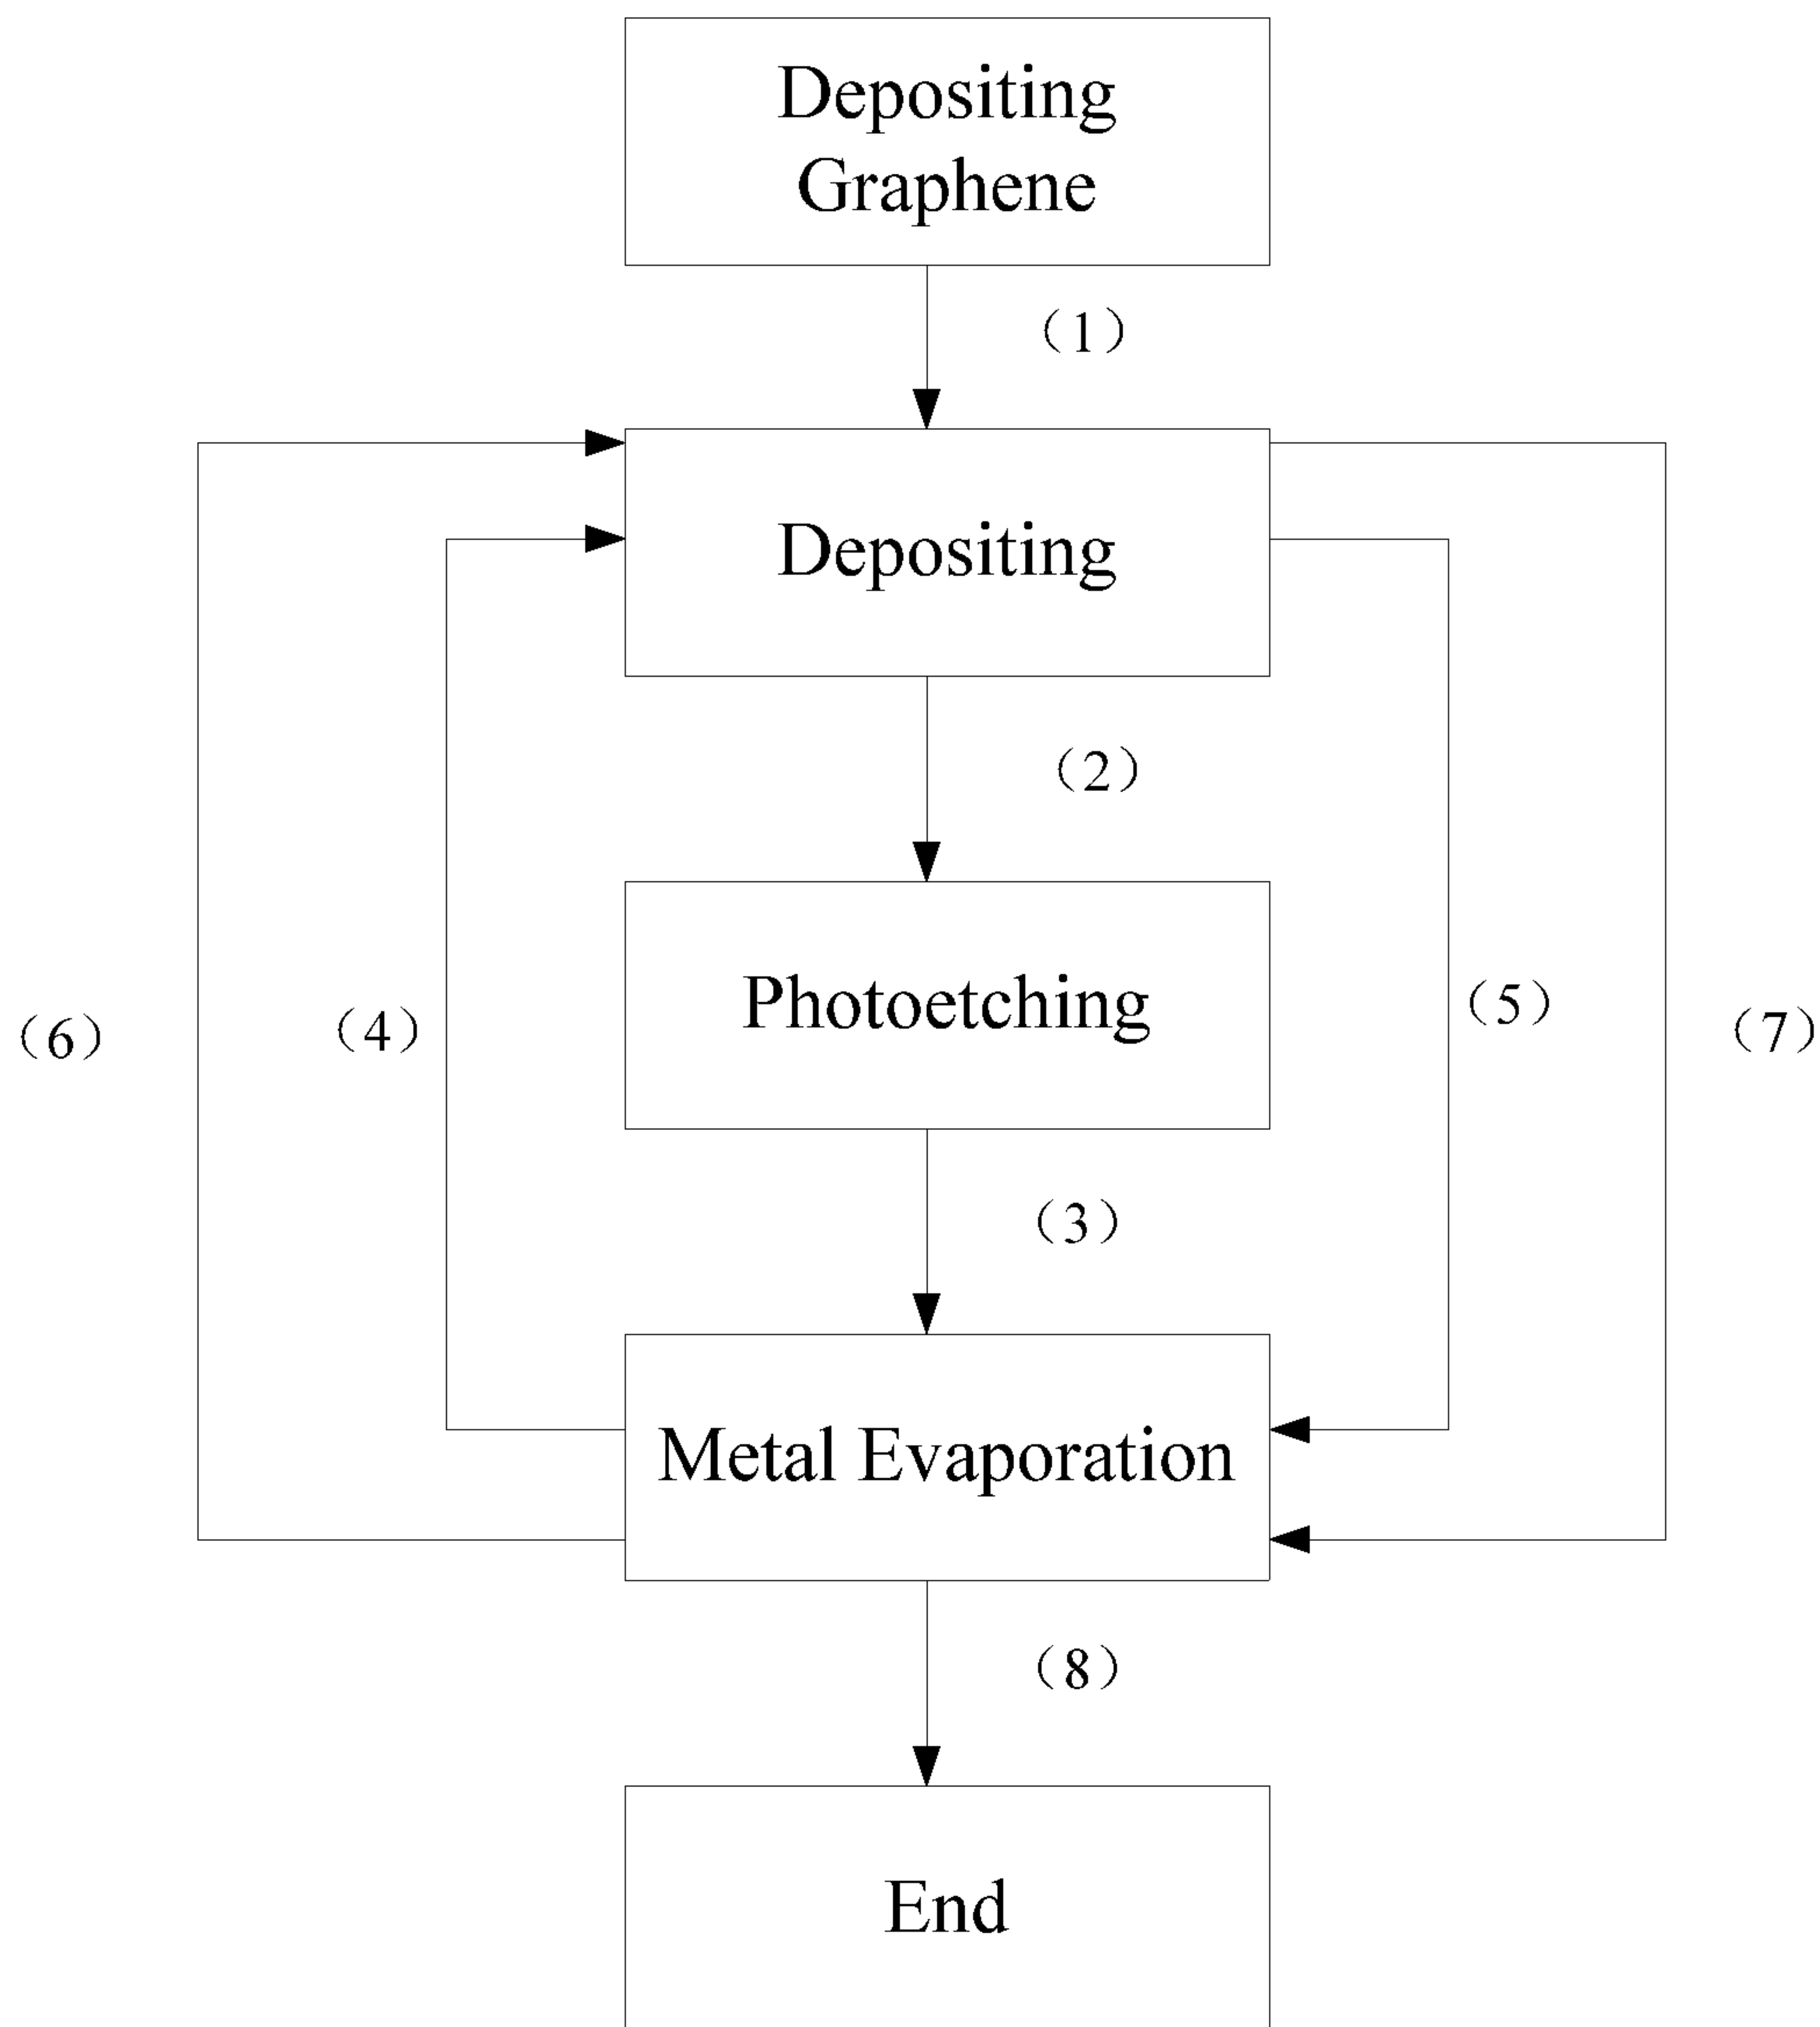 Depositing
Graphene
（1）
Depositing
（2）
Photoetching
（6）
（4）
（5）
（7）
（3）
Metal Evaporation
（8）
End